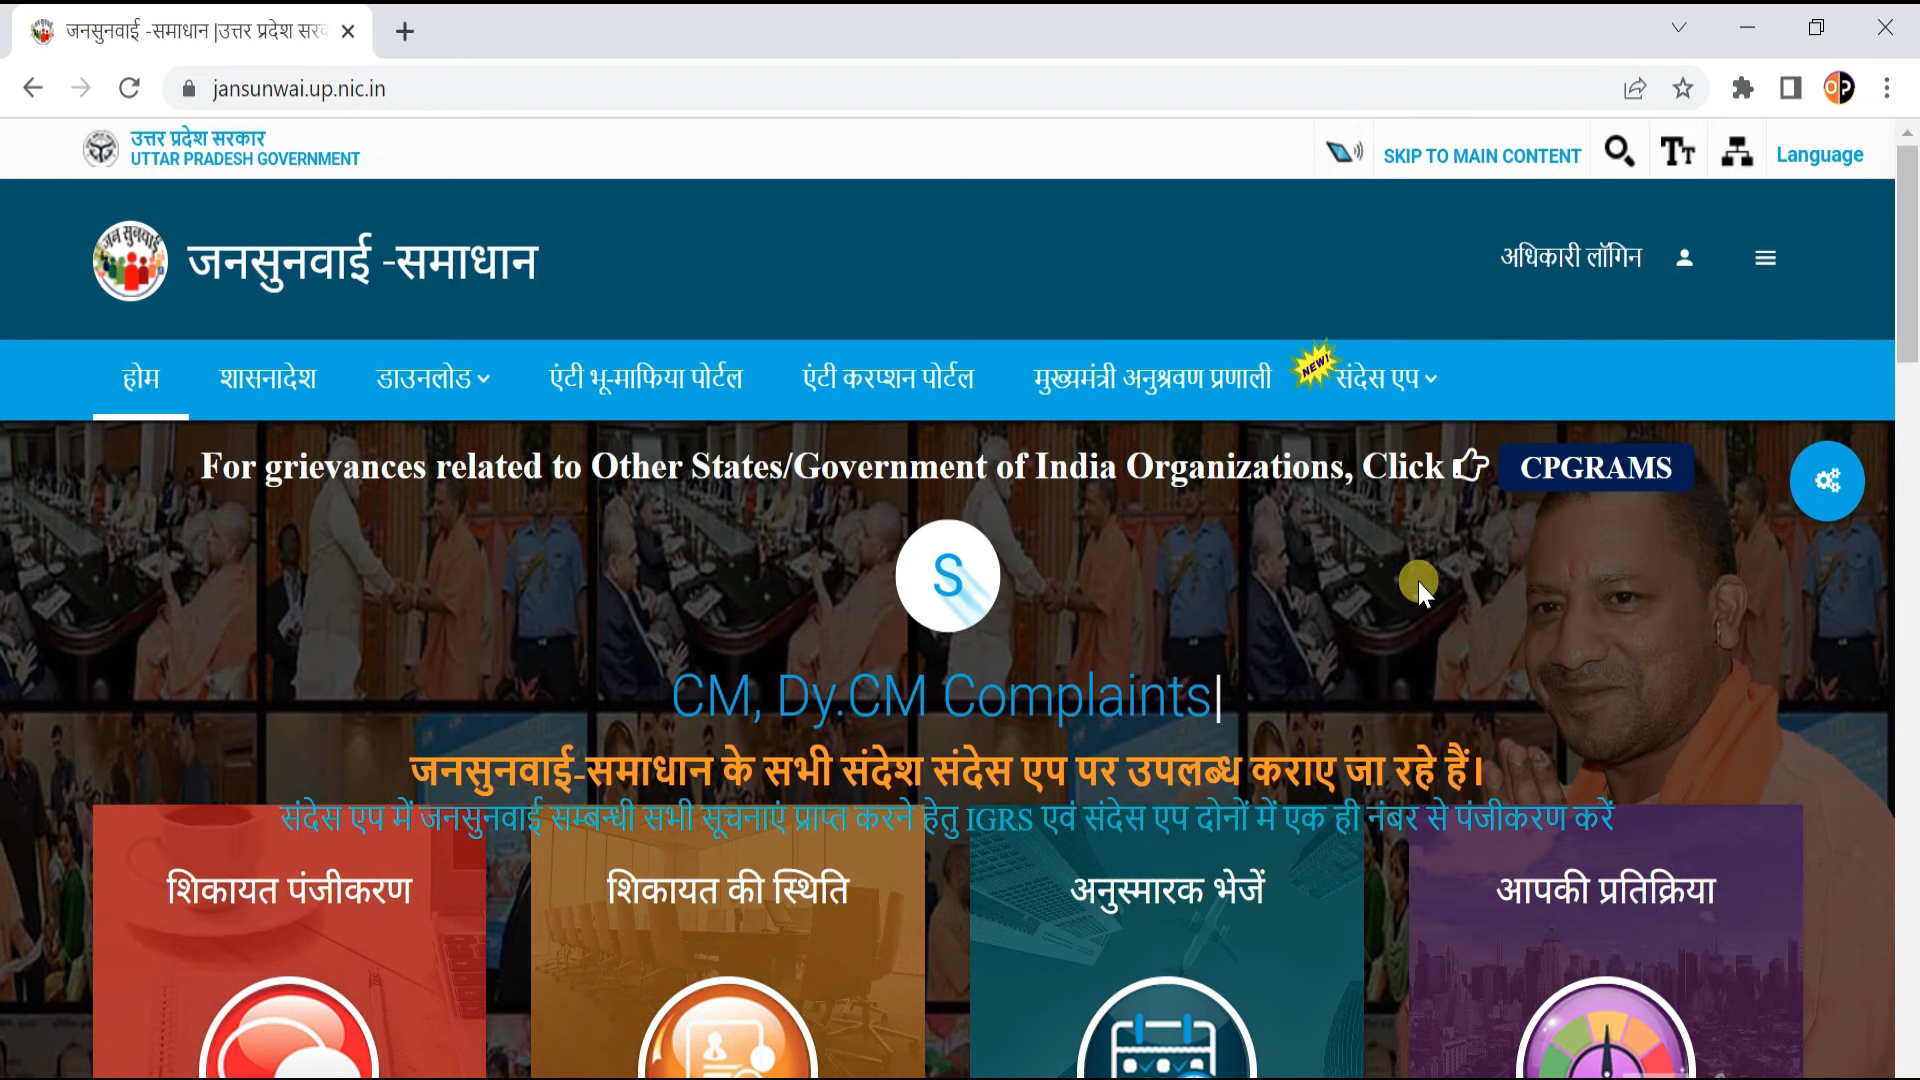 जनसुनवाई -समाधान |उत्तर प्रदेश सर
jansunwai.up.nic.in
उत्तर प्रदेश सरकार
UTTAR PRADESH GOVERNMENT
SKIP TO MAIN CONTENT
Tт
Language
जन सुनवाई
जनसुनवाई -समाधान
अधिकारी लॉगिन
होम
शासनादेश
डाउनलोड
एंटी भू-माफिया पोर्टल
एंटी करप्शन पोर्टल
मुख्यमंत्री अनुश्रवण प्रणाली
NEW!
संदेस एप
For grievances related to Other States/Government of India Organizations, Click
CPGRAMS
S
CM, Dy.CM Complaints|
जनसुनवाई-समाधान के सभी संदेश संदेस एप पर उपलब्ध कराए जा रहे हैं।
संदेस एप में जनसुनवाई सम्बन्धी सभी सूचनाएं प्राप्त करने हेतु IGRS एवं संदेस एप दोनों में एक ही नंबर से पंजीकरण करें
शिकायत पंजीकरण
शिकायत की स्थिति
अनुस्मारक भेजें
आपकी प्रतिक्रिया